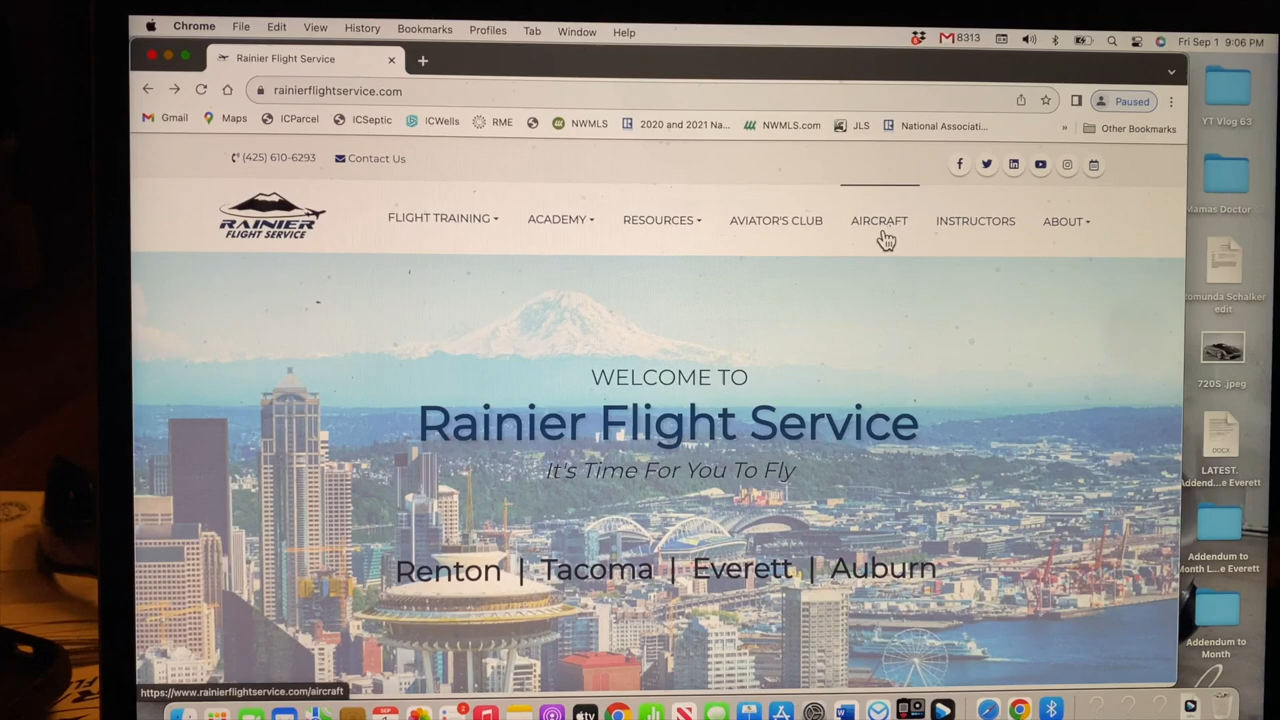 Chrome File Edit View History Bookmarks Profiles Tab Window Help
8313
Fri Sep 1 9:06 PM
Rainier Flight Service
rainierflightservice.com
Paused
Gmail Maps ICParcel ICSeptic ICWells RME NWMLS 2020 and 2021 Na... NWMLS.com JLS National Associati... » Other Bookmarks
(425) 610-6293 Contact Us
RAINIER
FLIGHT SERVICE
FLIGHT TRAINING ACADEMY RESOURCES AVIATOR'S CLUB AIRCRAFT INSTRUCTORS ABOUT
WELCOME TO
Rainier Flight Service
It's Time For You To Fly
Renton | Tacoma | Everett | Auburn
https://www.rainierflightservice.com/aircraft
YT Vlog 63
Mamas Doctor
Schalker
edit
720S .jpeg
DOCX
LATEST.
Addend...e Everett
Addendum to
Month L...e Everett
Addendum to
Month
SEP
2
tv